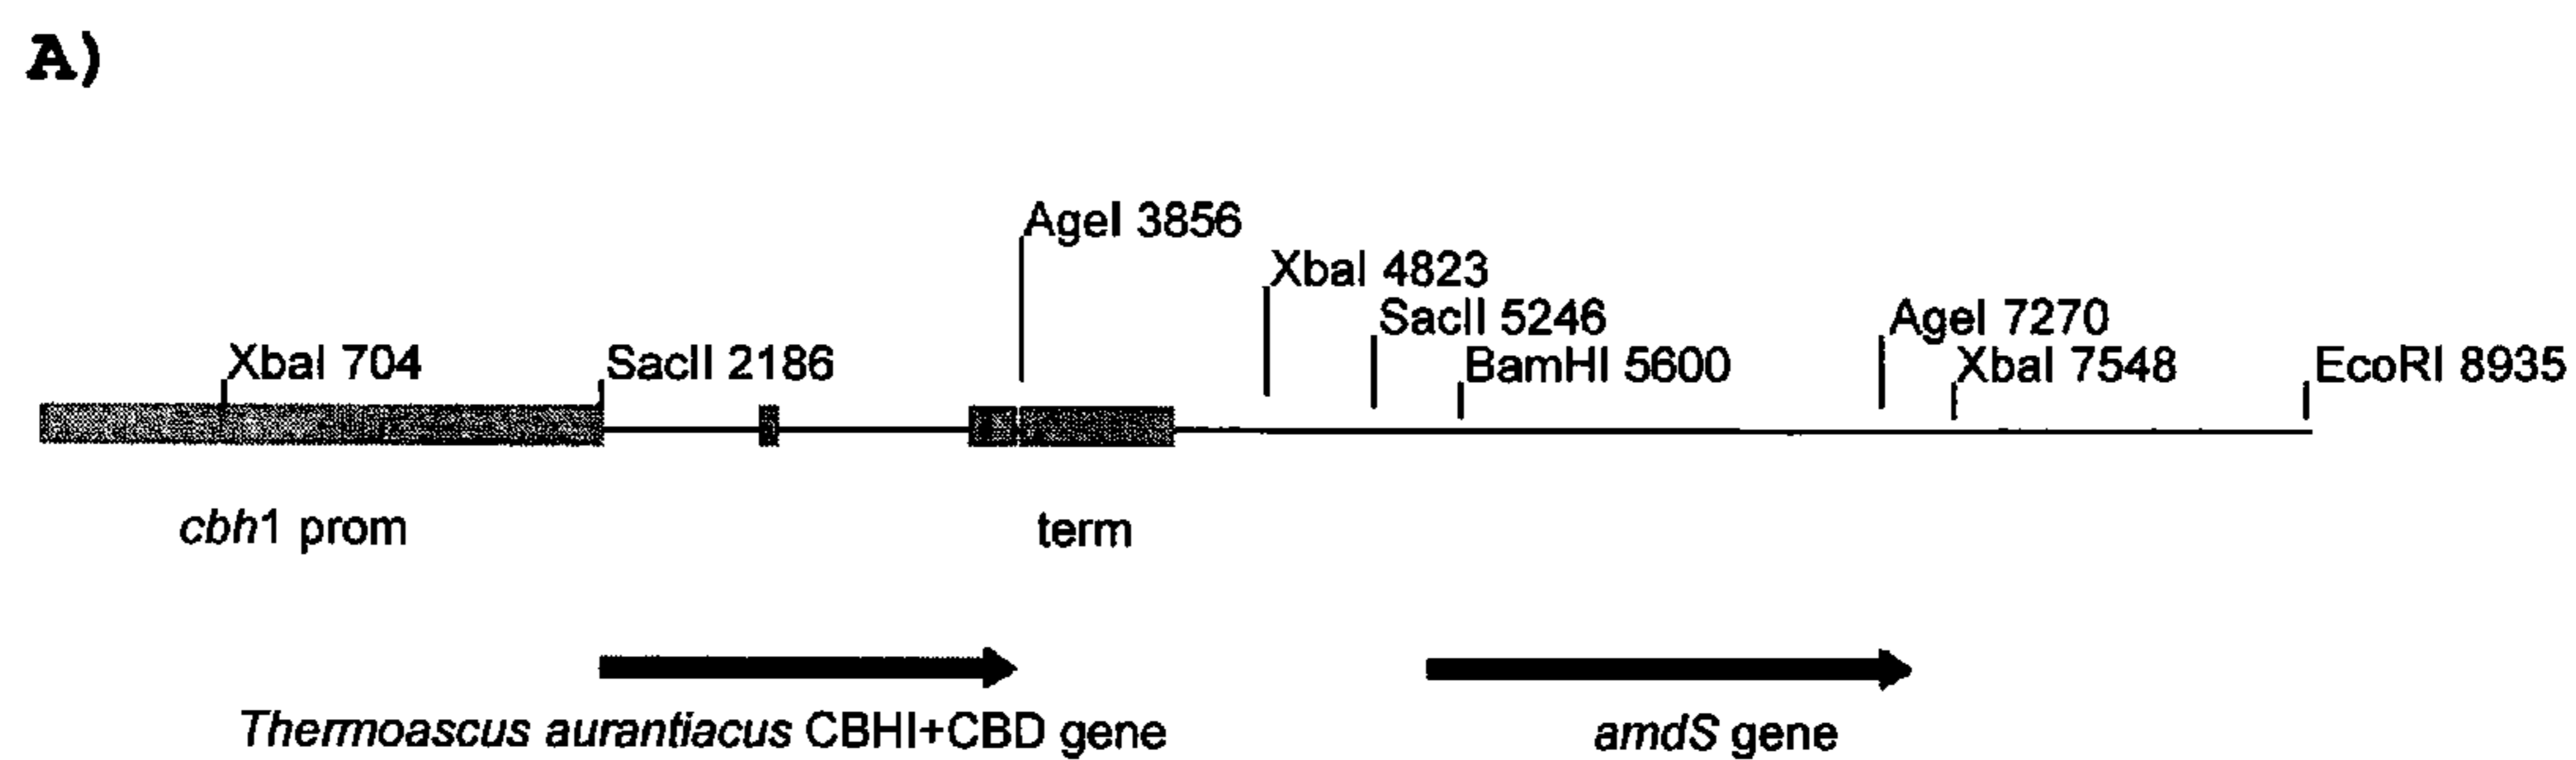 A)
AgeI 3856
XbaI 4823
SacII 5246
AgeI 7270
XbaI 704
SacII 2186
BamHI 5600
XbaI 7548
EcoRI 8935
cbh1 prom
term
Thermoascus aurantiacus CBHI+CBD gene
amdS gene